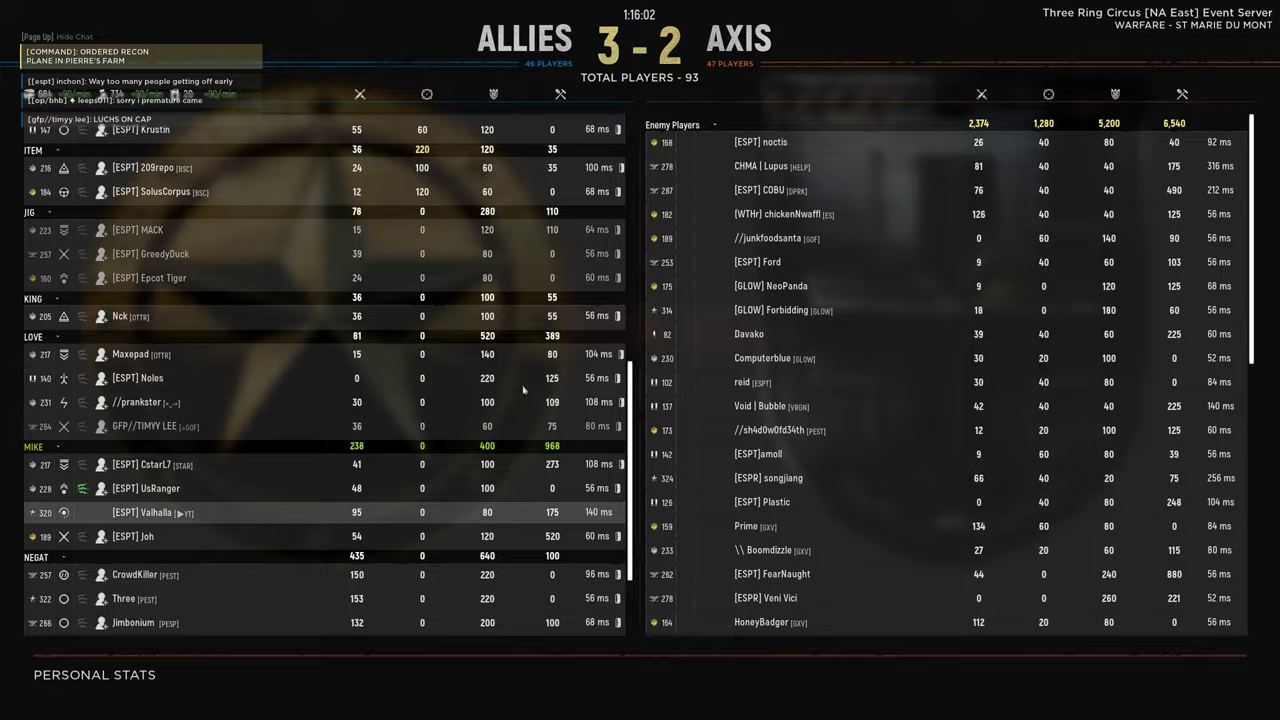 1:16:02
Three Ring Circus [NA East] Event Server
WARFARE - ST MARIE DU MONT
ALLIES 3 - 2 AXIS
46 PLAYERS 47 PLAYERS
TOTAL PLAYERS - 93
[Page Up] Hide Chat
[COMMAND]: ORDERED RECON
PLANE IN PIERRE'S FARM
[[espt] inchon]: Way too many people getting off early
684 +90/min 734 +90/min 20 +90/min
[[op/bhb] ♦ leeps011]: sorry i premature came
[gfp//timyy lee]: LUCHS ON CAP
147 [ESPT] Krustin 55 60 120 0 68 ms
ITEM - 36 220 120 35
216 [ESPT] 209repo [BSC] 24 100 60 35 100 ms
184 [ESPT] SolusCorpus [BSC] 12 120 60 0 68 ms
JIG - 78 0 280 110
223 [ESPT] MACK 15 0 120 110 64 ms
257 [ESPT] GreedyDuck 39 0 80 0 56 ms
160 [ESPT] Epcot Tiger 24 0 80 0 60 ms
KING - 36 0 100 55
205 Nck [OTTR] 36 0 100 55 56 ms
LOVE - 81 0 520 389
217 Maxepad [OTTR] 15 0 140 80 104 ms
140 [ESPT] Noles 0 0 220 125 56 ms
231 //prankster [<_->] 30 0 100 109 108 ms
264 GFP//TIMYY LEE [=GOF] 36 0 60 75 80 ms
MIKE 238 0 400 968
217 [ESPT] CstarL7 [STAR] 41 0 100 273 108 ms
228 [ESPT] UsRanger 48 0 100 0 56 ms
320 [ESPT] Valhalla [▶YT] 95 0 80 175 140 ms
189 [ESPT] Joh 54 0 120 520 60 ms
NEGAT - 435 0 640 100
257 CrowdKiller [PEST] 150 0 220 0 96 ms
322 Three [PEST] 153 0 220 0 56 ms
266 Jimbonium [PESP] 132 0 200 100 68 ms
Enemy Players - 2,374 1,280 5,200 6,540
168 [ESPT] noctis 26 40 80 40 92 ms
278 CHMA | Lupus [HELP] 81 40 40 175 316 ms
287 [ESPT] COBU [DPRK] 76 40 40 490 212 ms
182 (WTHr) chickenNwaffl [ES] 126 40 40 125 56 ms
189 //junkfoodsanta [GOF] 0 60 140 90 56 ms
253 [ESPT] Ford 9 40 60 103 56 ms
175 [GLOW] NeoPanda 9 0 120 125 68 ms
314 [GLOW] Forbidding [GLOW] 18 0 180 60 56 ms
82 Davako 39 40 60 225 60 ms
230 Computerblue [GLOW] 30 20 100 0 52 ms
102 reid [ESPT] 30 40 80 0 84 ms
137 Void | Bubble [VRGN] 42 40 40 225 140 ms
173 //sh4d0w0fd34th [PEST] 12 20 100 125 60 ms
142 [ESPT]amoll 9 60 80 39 56 ms
324 [ESPR] songjiang 66 40 20 75 256 ms
126 [ESPT] Plastic 0 40 80 248 104 ms
159 Prime [GXV] 134 60 80 0 84 ms
233 \\ Boomdizzle [GXV] 27 20 60 115 80 ms
262 [ESPT] FearNaught 44 0 240 880 56 ms
278 [ESPR] Veni Vici 0 0 260 221 52 ms
164 HoneyBadger [GXV] 112 20 80 0 56 ms
PERSONAL STATS